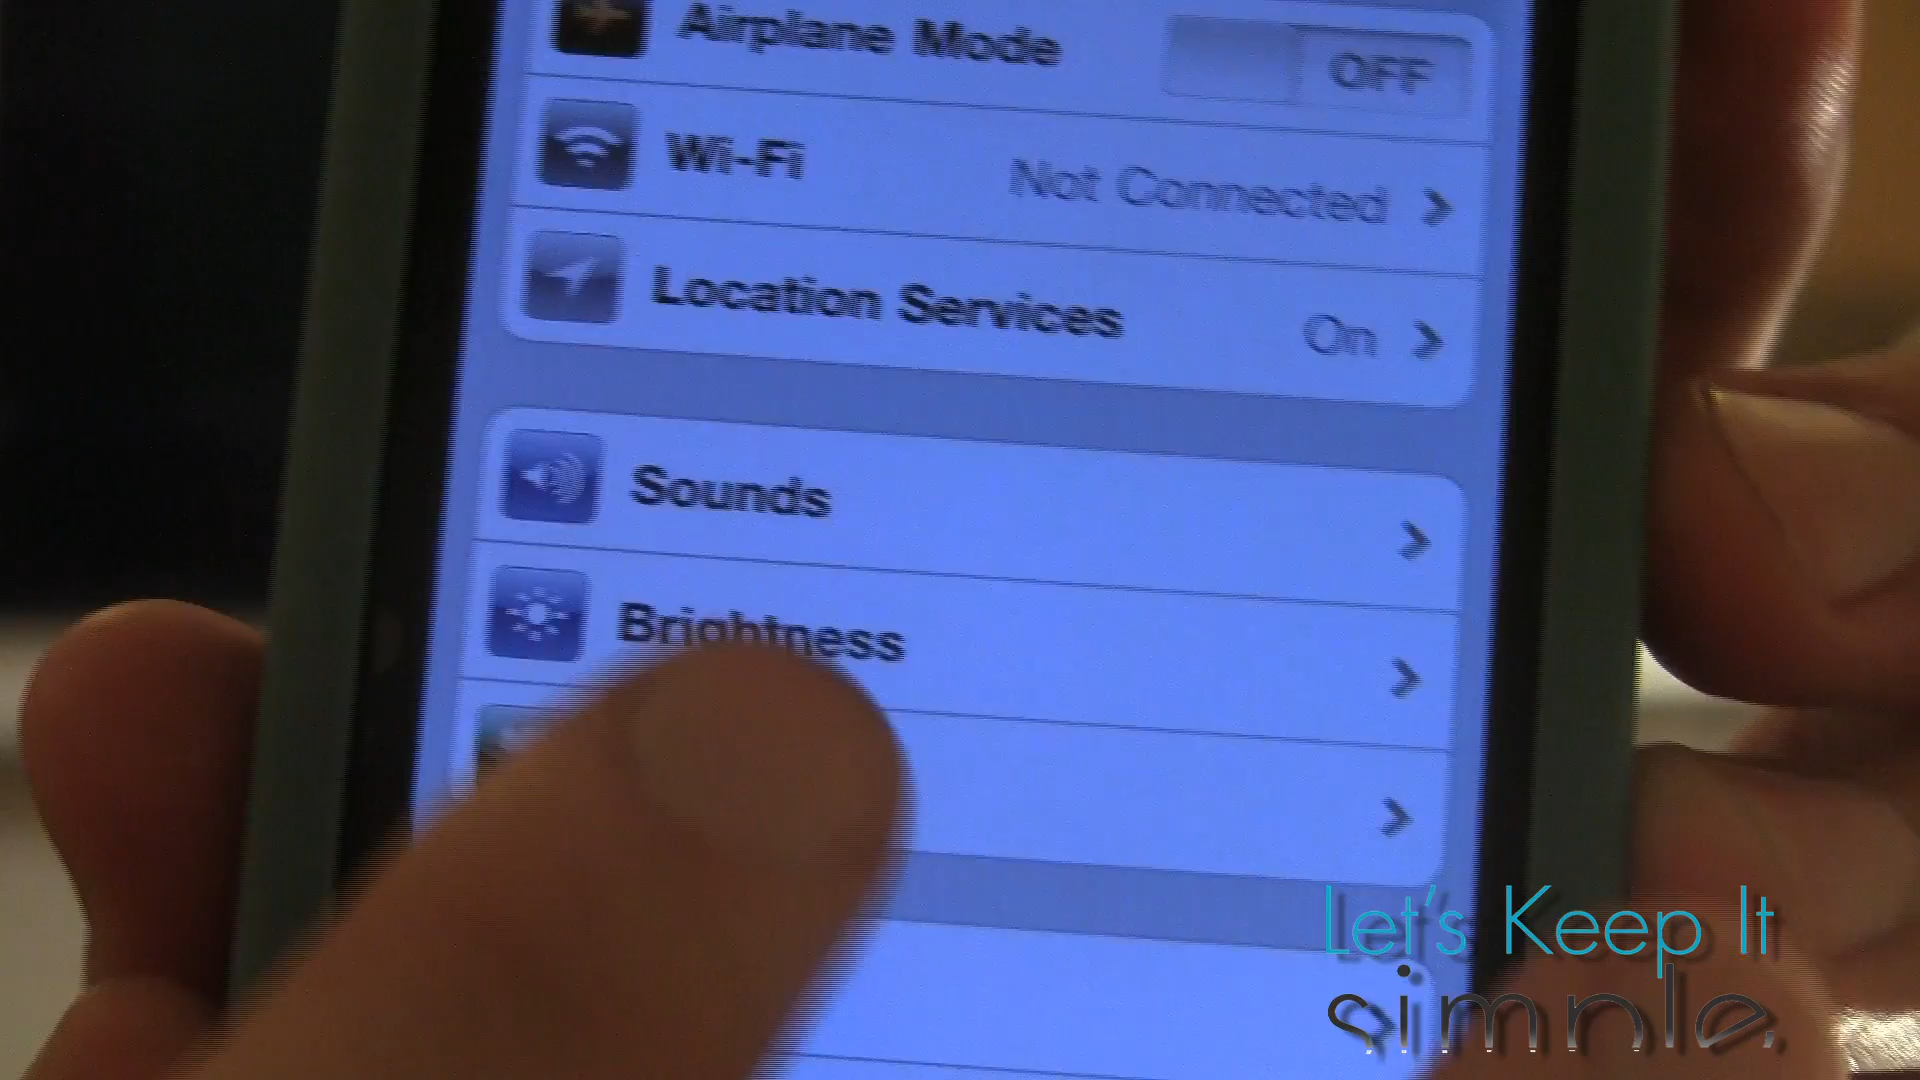 Airplane Mode OFF
Wi-Fi Not Connected
Location Services On
Sounds
Brightness
Let's Keep It
simple.